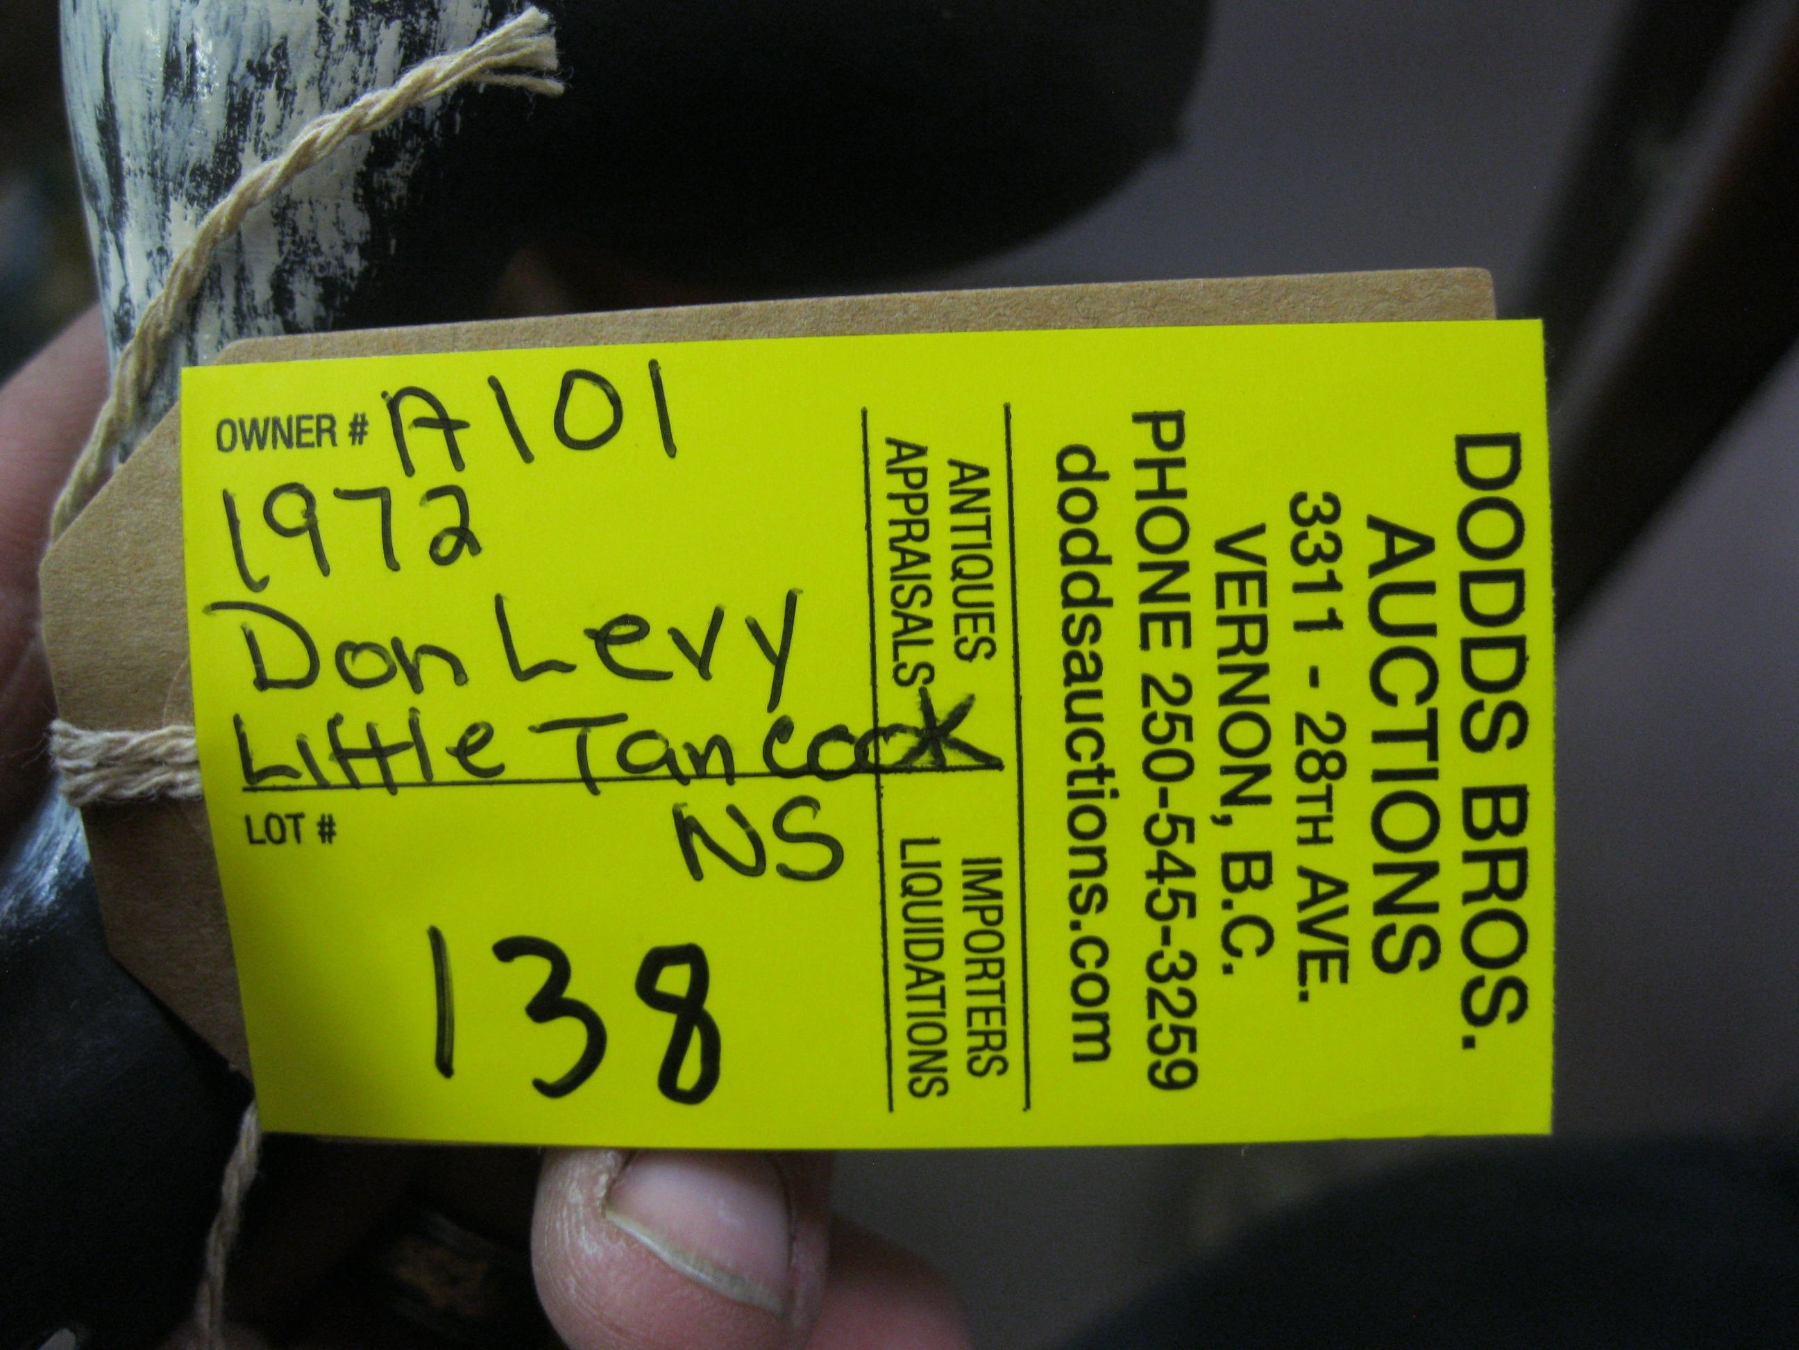 DODDS BROS.
AUCTIONS
3311 - 28TH AVE.
VERNON, B.C.
PHONE 250-545-3259
doddsauctions.com
ANTIQUES
APPRAISALS
IMPORTERS
LIQUIDATIONS
OWNER # A101
1972
Don Levy
Little Tancook
NS
LOT #
138